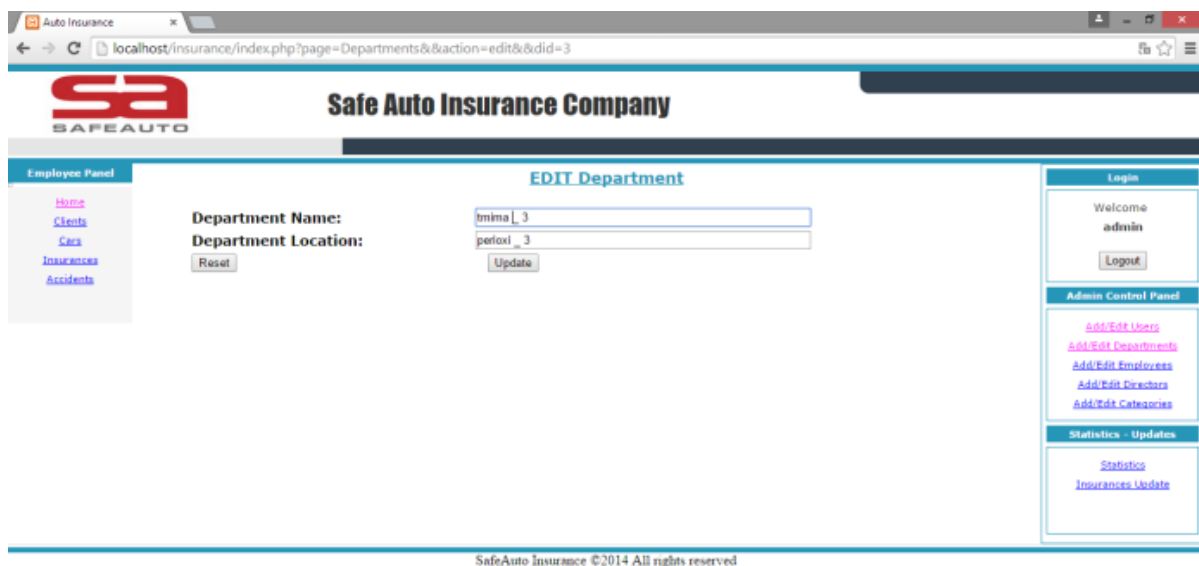 Auto Insurance
localhost/insurance/index.php?page=Departments&&action=edit&&did=3
sa
SAFEAUTO
Safe Auto Insurance Company
Employee Panel
Home
Clients
Cars
Insurances
Accidents
EDIT Department
Department Name:
tmima _ 3
Department Location:
perioxi _ 3
Reset
Update
Login
Welcome
admin
Logout
Admin Control Panel
Add/Edit Users
Add/Edit Departments
Add/Edit Employees
Add/Edit Directors
Add/Edit Categories
Statistics - Updates
Statistics
Insurances Update
SafeAuto Insurance ©2014 All rights reserved